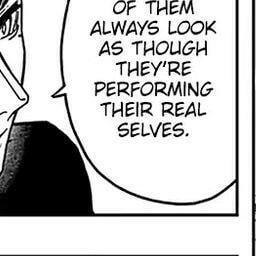 OF THEM
ALWAYS LOOK
AS THOUGH
THEY'RE
PERFORMING
THEIR REAL
SELVES.